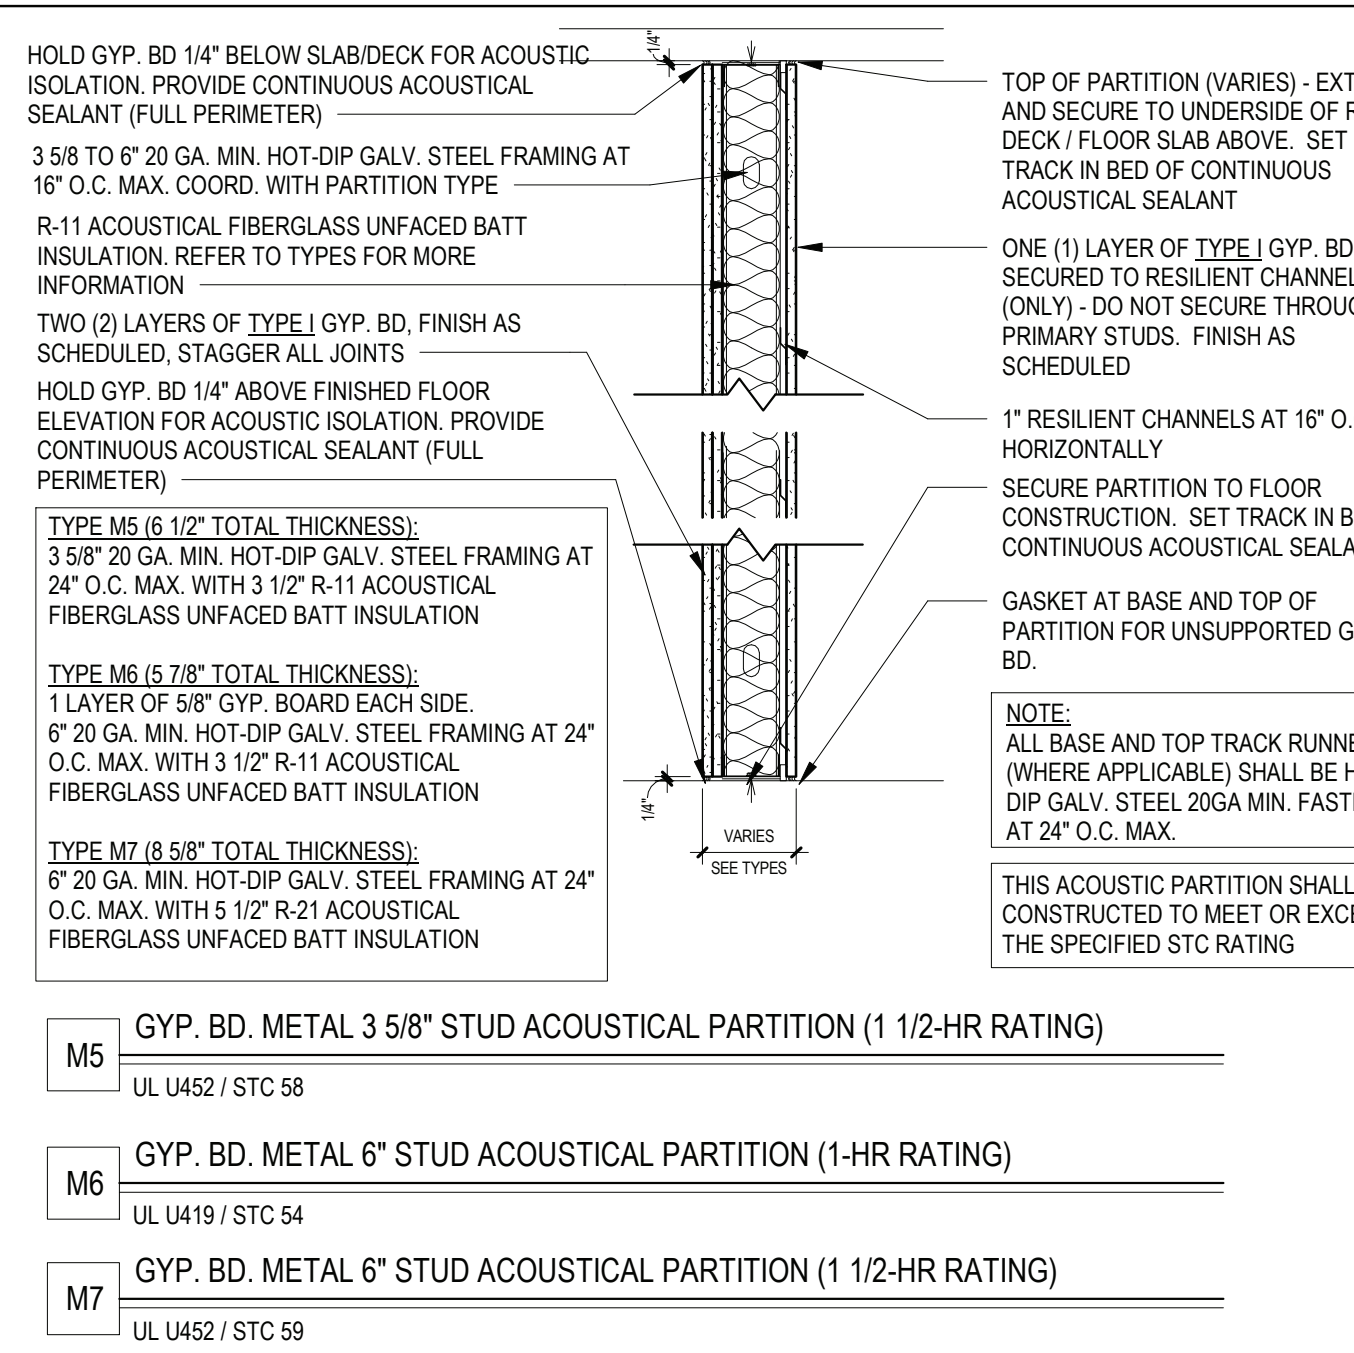 HOLD GYP. BD 1/4" BELOW SLAB/DECK FOR ACOUSTIC
ISOLATION. PROVIDE CONTINUOUS ACOUSTICAL
SEALANT (FULL PERIMETER)
3 5/8 TO 6" 20 GA. MIN. HOT-DIP GALV. STEEL FRAMING AT
16" O.C. MAX. COORD. WITH PARTITION TYPE
R-11 ACOUSTICAL FIBERGLASS UNFACED BATT
INSULATION. REFER TO TYPES FOR MORE
INFORMATION
TWO (2) LAYERS OF TYPE I GYP. BD, FINISH AS
SCHEDULED, STAGGER ALL JOINTS
HOLD GYP. BD 1/4" ABOVE FINISHED FLOOR
ELEVATION FOR ACOUSTIC ISOLATION. PROVIDE
CONTINUOUS ACOUSTICAL SEALANT (FULL
PERIMETER)
TYPE M5 (6 1/2" TOTAL THICKNESS):
3 5/8" 20 GA. MIN. HOT-DIP GALV. STEEL FRAMING AT
24" O.C. MAX. WITH 3 1/2" R-11 ACOUSTICAL
FIBERGLASS UNFACED BATT INSULATION
TYPE M6 (5 7/8" TOTAL THICKNESS):
1 LAYER OF 5/8" GYP. BOARD EACH SIDE.
6" 20 GA. MIN. HOT-DIP GALV. STEEL FRAMING AT 24"
O.C. MAX. WITH 3 1/2" R-11 ACOUSTICAL
FIBERGLASS UNFACED BATT INSULATION
TYPE M7 (8 5/8" TOTAL THICKNESS):
6" 20 GA. MIN. HOT-DIP GALV. STEEL FRAMING AT 24"
O.C. MAX. WITH 5 1/2" R-21 ACOUSTICAL
FIBERGLASS UNFACED BATT INSULATION
1/4"
1/4"
VARIES
SEE TYPES
TOP OF PARTITION (VARIES) -
AND SECURE TO UNDERSIDE OF
DECK / FLOOR SLAB ABOVE. SET
TRACK IN BED OF CONTINUOUS
ACOUSTICAL SEALANT
ONE (1) LAYER OF TYPE I GYP. BD
SECURED TO RESILIENT
(ONLY) - DO NOT SECURE
PRIMARY STUDS. FINISH AS
SCHEDULED
1" RESILIENT CHANNELS AT 16"
HORIZONTALLY
SECURE PARTITION TO FLOOR
CONSTRUCTION. SET TRACK IN
CONTINUOUS ACOUSTICAL
GASKET AT BASE AND TOP OF
PARTITION FOR UNSUPPORTED
BD.
NOTE:
ALL BASE AND TOP TRACK
(WHERE APPLICABLE) SHALL BE
DIP GALV. STEEL 20GA MIN.
AT 24" O.C. MAX.
THIS ACOUSTIC PARTITION SHALL
CONSTRUCTED TO MEET OR
THE SPECIFIED STC RATING
M5
GYP. BD. METAL 3 5/8" STUD ACOUSTICAL PARTITION (1 1/2-HR RATING)
UL U452 / STC 58
M6
GYP. BD. METAL 6" STUD ACOUSTICAL PARTITION (1-HR RATING)
UL U419 / STC 54
M7
GYP. BD. METAL 6" STUD ACOUSTICAL PARTITION (1 1/2-HR RATING)
UL U452 / STC 59